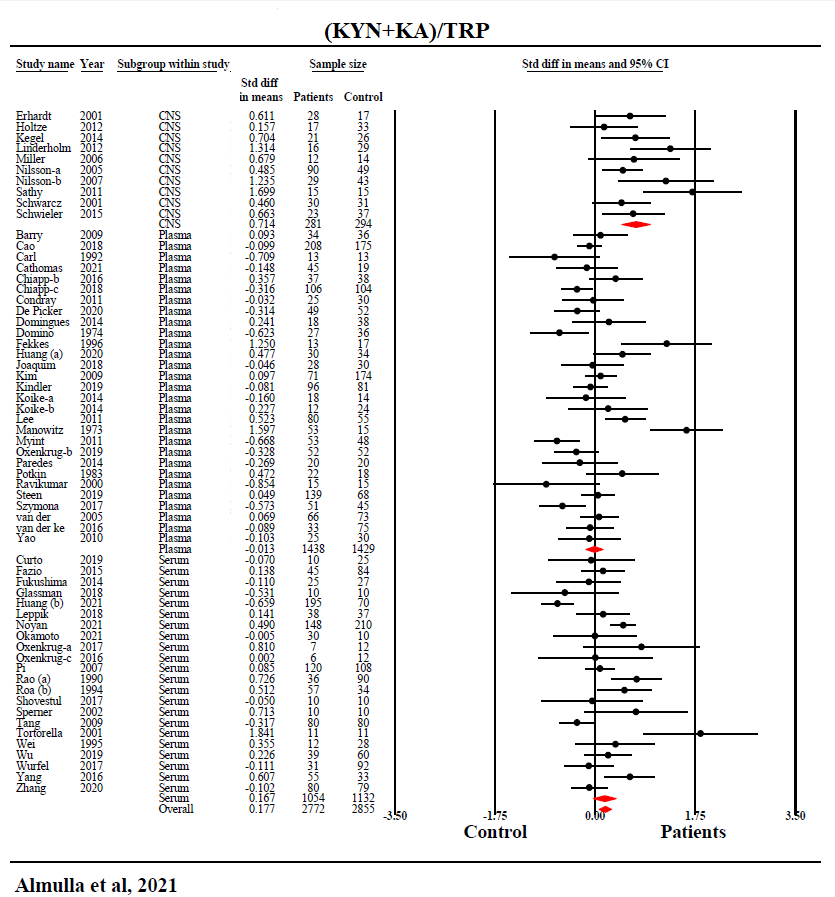 (KYN+KA)/TRP
Study name Year Subgroup within study Sample size Std diff in means and 95% CI
Std diff
in means Patients Control
Erhardt 2001 CNS 0.611 28 17
Holtze 2012 CNS 0.157 17 33
Kegel 2014 CNS 0.704 21 26
Linderholm 2012 CNS 1.314 16 29
Miller 2006 CNS 0.679 12 14
Nilsson-a 2005 CNS 0.485 90 49
Nilsson-b 2007 CNS 1.235 29 43
Sathy 2011 CNS 1.699 15 15
Schwarcz 2001 CNS 0.460 30 31
Schwieler 2015 CNS 0.663 23 37
CNS 0.714 281 294
Barry 2009 Plasma 0.093 34 36
Cao 2018 Plasma -0.099 208 175
Carl 1992 Plasma -0.709 13 13
Cathomas 2021 Plasma -0.148 45 19
Chiapp-b 2016 Plasma 0.357 37 38
Chiapp-c 2018 Plasma -0.316 106 104
Condray 2011 Plasma -0.032 25 30
De Picker 2020 Plasma -0.314 49 52
Domingues 2014 Plasma 0.241 18 38
Domino 1974 Plasma -0.623 27 36
Fekkes 1996 Plasma 1.250 13 17
Huang (a) 2020 Plasma 0.477 30 34
Joaquim 2018 Plasma -0.046 28 30
Kim 2009 Plasma 0.097 71 174
Kindler 2019 Plasma -0.081 96 81
Koike-a 2014 Plasma -0.160 18 14
Koike-b 2014 Plasma 0.227 12 24
Lee 2011 Plasma 0.523 80 55
Manowitz 1973 Plasma 1.597 53 15
Myint 2011 Plasma -0.668 53 48
Oxenkrug-b 2019 Plasma -0.328 52 52
Paredes 2014 Plasma -0.269 20 20
Potkin 1983 Plasma 0.472 22 18
Ravikumar 2000 Plasma -0.854 15 15
Steen 2019 Plasma 0.049 139 68
Szymona 2017 Plasma -0.573 51 45
van der 2005 Plasma 0.069 66 73
van der ke 2016 Plasma -0.089 33 75
Yao 2010 Plasma -0.103 25 30
Plasma -0.013 1438 1429
Curto 2019 Serum -0.070 10 25
Fazio 2015 Serum 0.138 45 84
Fukushima 2014 Serum -0.110 25 27
Glassman 2018 Serum -0.531 10 10
Huang (b) 2021 Serum -0.659 195 70
Leppik 2018 Serum 0.141 38 37
Noyan 2021 Serum 0.490 148 210
Okamoto 2021 Serum -0.005 30 10
Oxenkrug-a 2017 Serum 0.810 7 12
Oxenkrug-c 2016 Serum 0.002 6 12
Pi 2007 Serum 0.085 120 108
Rao (a) 1990 Serum 0.726 36 90
Roa (b) 1994 Serum 0.512 57 34
Shovestul 2017 Serum -0.050 10 10
Sperner 2002 Serum 0.713 10 10
Tang 2009 Serum -0.317 80 80
Tortorella 2001 Serum 1.841 11 11
Wei 1995 Serum 0.355 12 28
Wu 2019 Serum 0.226 39 60
Wurfel 2017 Serum -0.111 31 92
Yang 2016 Serum 0.607 55 33
Zhang 2020 Serum -0.102 80 79
Serum 0.167 1054 1132
Overall 0.177 2772 2855
-3.50 -1.75 0.00 1.75 3.50
Control Patients
Almulla et al, 2021